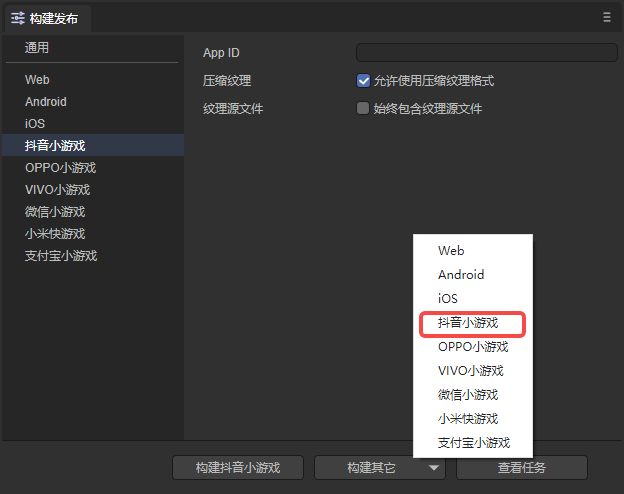 构建发布
通用
Web
Android
iOS
抖音小游戏
OPPO小游戏
VIVO小游戏
微信小游戏
小米快游戏
支付宝小游戏
App ID
压缩纹理
允许使用压缩纹理格式
纹理源文件
始终包含纹理源文件
Web
Android
iOS
抖音小游戏
OPPO小游戏
VIVO小游戏
微信小游戏
小米快游戏
支付宝小游戏
构建抖音小游戏
构建其它
查看任务